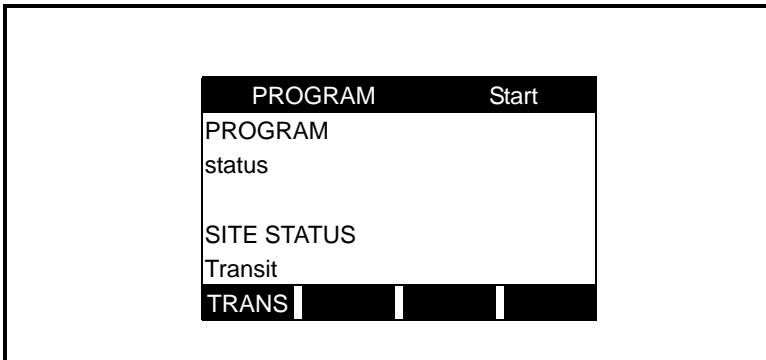 PROGRAM Start
PROGRAM
status
SITE STATUS
Transit
TRANS